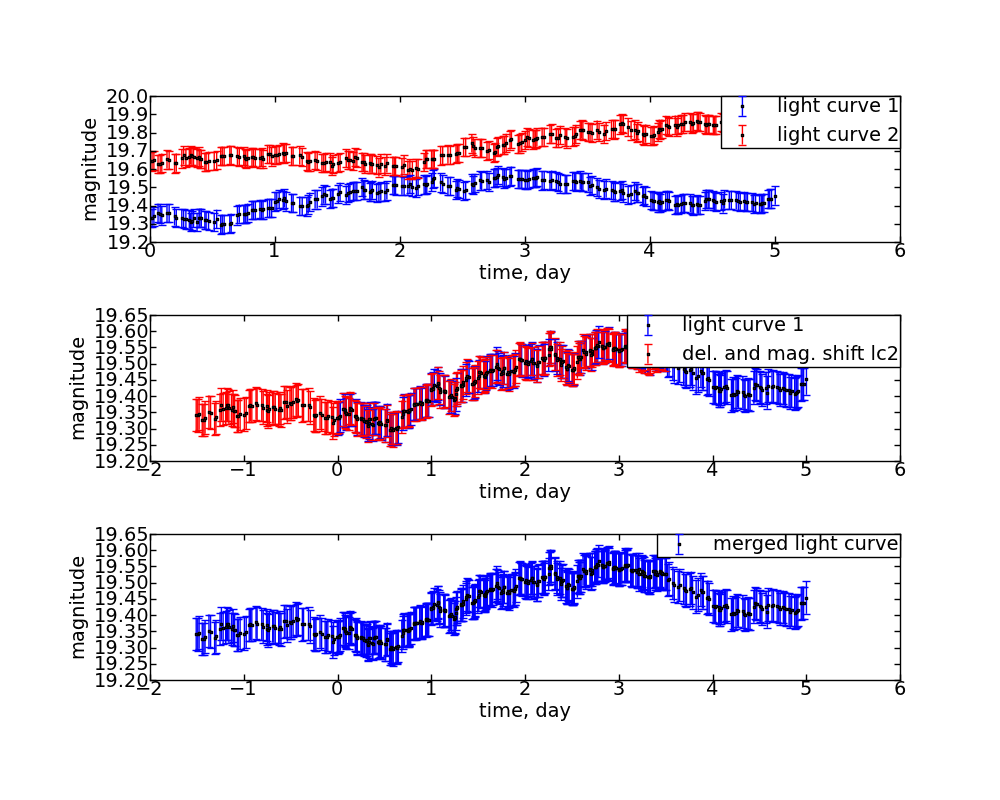 20.0
19.9
19.8
19.7
19.6
19.5
19.4
19.3
19.2
magnitude
light curve 1
light curve 2
0 1 2 3 4 5 6
time, day
19.65
19.60
19.55
19.50
19.45
19.40
19.35
19.30
19.25
19.20
magnitude
light curve 1
del. and mag. shift lc2
−2 −1 0 1 2 3 4 5 6
time, day
19.65
19.60
19.55
19.50
19.45
19.40
19.35
19.30
19.25
19.20
magnitude
merged light curve
−2 −1 0 1 2 3 4 5 6
time, day